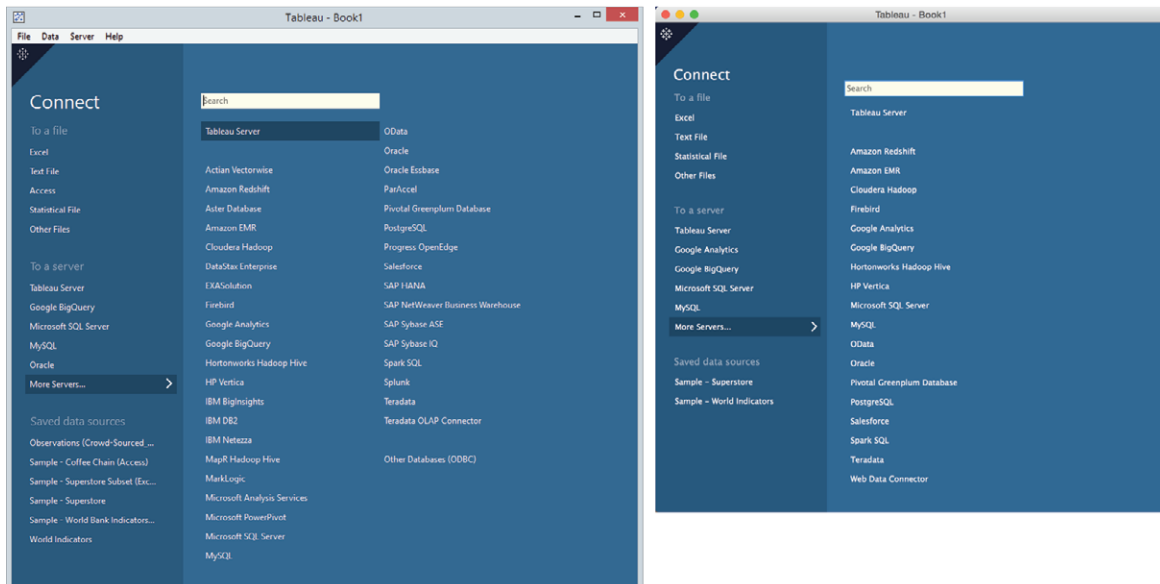 Tableau - Book1
File Data Server Help
Connect
To a file
Excel
Text File
Access
Statistical File
Other Files
To a server
Tableau Server
Google BigQuery
Microsoft SQL Server
MySQL
Oracle
More Servers...
Saved data sources
Observations (Crowd-Sourced_...
Sample - Coffee Chain (Access)
Sample - Superstore Subset (Exc...
Sample - Superstore
Sample - World Bank Indicators...
World Indicators
Search
Tableau Server
Actian Vectorwise
Amazon Redshift
Aster Database
Amazon EMR
Cloudera Hadoop
DataStax Enterprise
EXASolution
Firebird
Google Analytics
Google BigQuery
Hortonworks Hadoop Hive
HP Vertica
IBM BigInsights
IBM DB2
IBM Netezza
MapR Hadoop Hive
MarkLogic
Microsoft Analysis Services
Microsoft PowerPivot
Microsoft SQL Server
MySQL
OData
Oracle
Oracle Essbase
ParAccel
Pivotal Greenplum Database
PostgreSQL
Progress OpenEdge
Salesforce
SAP HANA
SAP NetWeaver Business Warehouse
SAP Sybase ASE
SAP Sybase IQ
Spark SQL
Splunk
Teradata
Teradata OLAP Connector
Other Databases (ODBC)
Tableau - Book1
Connect
To a file
Excel
Text File
Statistical File
Other Files
To a server
Tableau Server
Google Analytics
Google BigQuery
Microsoft SQL Server
MySQL
More Servers...
Saved data sources
Sample - Superstore
Sample - World Indicators
Search
Tableau Server
Amazon Redshift
Amazon EMR
Cloudera Hadoop
Firebird
Google Analytics
Google BigQuery
Hortonworks Hadoop Hive
HP Vertica
Microsoft SQL Server
MySQL
OData
Oracle
Pivotal Greenplum Database
PostgreSQL
Salesforce
Spark SQL
Teradata
Web Data Connector